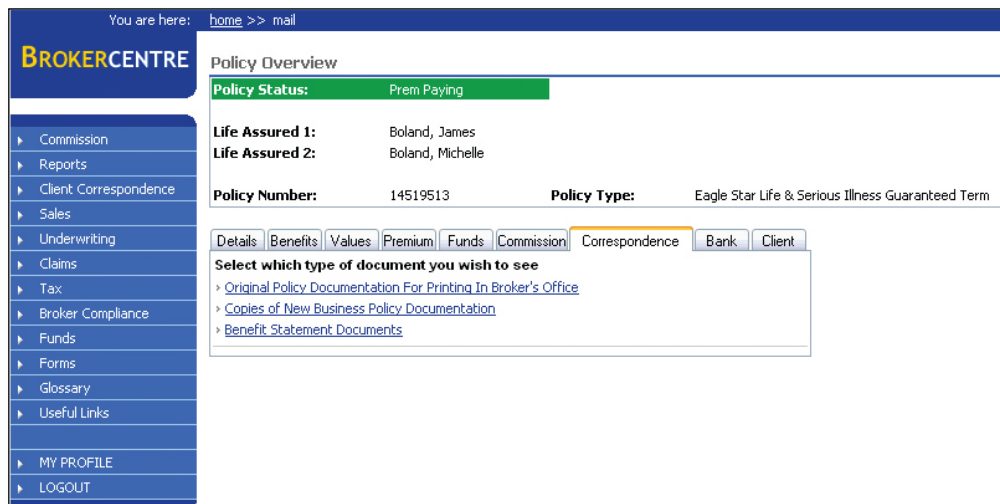 You are here: home >> mail
BROKERCENTRE
Commission
Reports
Client Correspondence
Sales
Underwriting
Claims
Tax
Broker Compliance
Funds
Forms
Glossary
Useful Links
MY PROFILE
LOGOUT
Policy Overview
Policy Status: Prem Paying
Life Assured 1: Boland, James
Life Assured 2: Boland, Michelle
Policy Number: 14519513 Policy Type: Eagle Star Life & Serious Illness Guaranteed Term
Details Benefits Values Premium Funds Commission Correspondence Bank Client
Select which type of document you wish to see
› Original Policy Documentation For Printing In Broker's Office
› Copies of New Business Policy Documentation
› Benefit Statement Documents